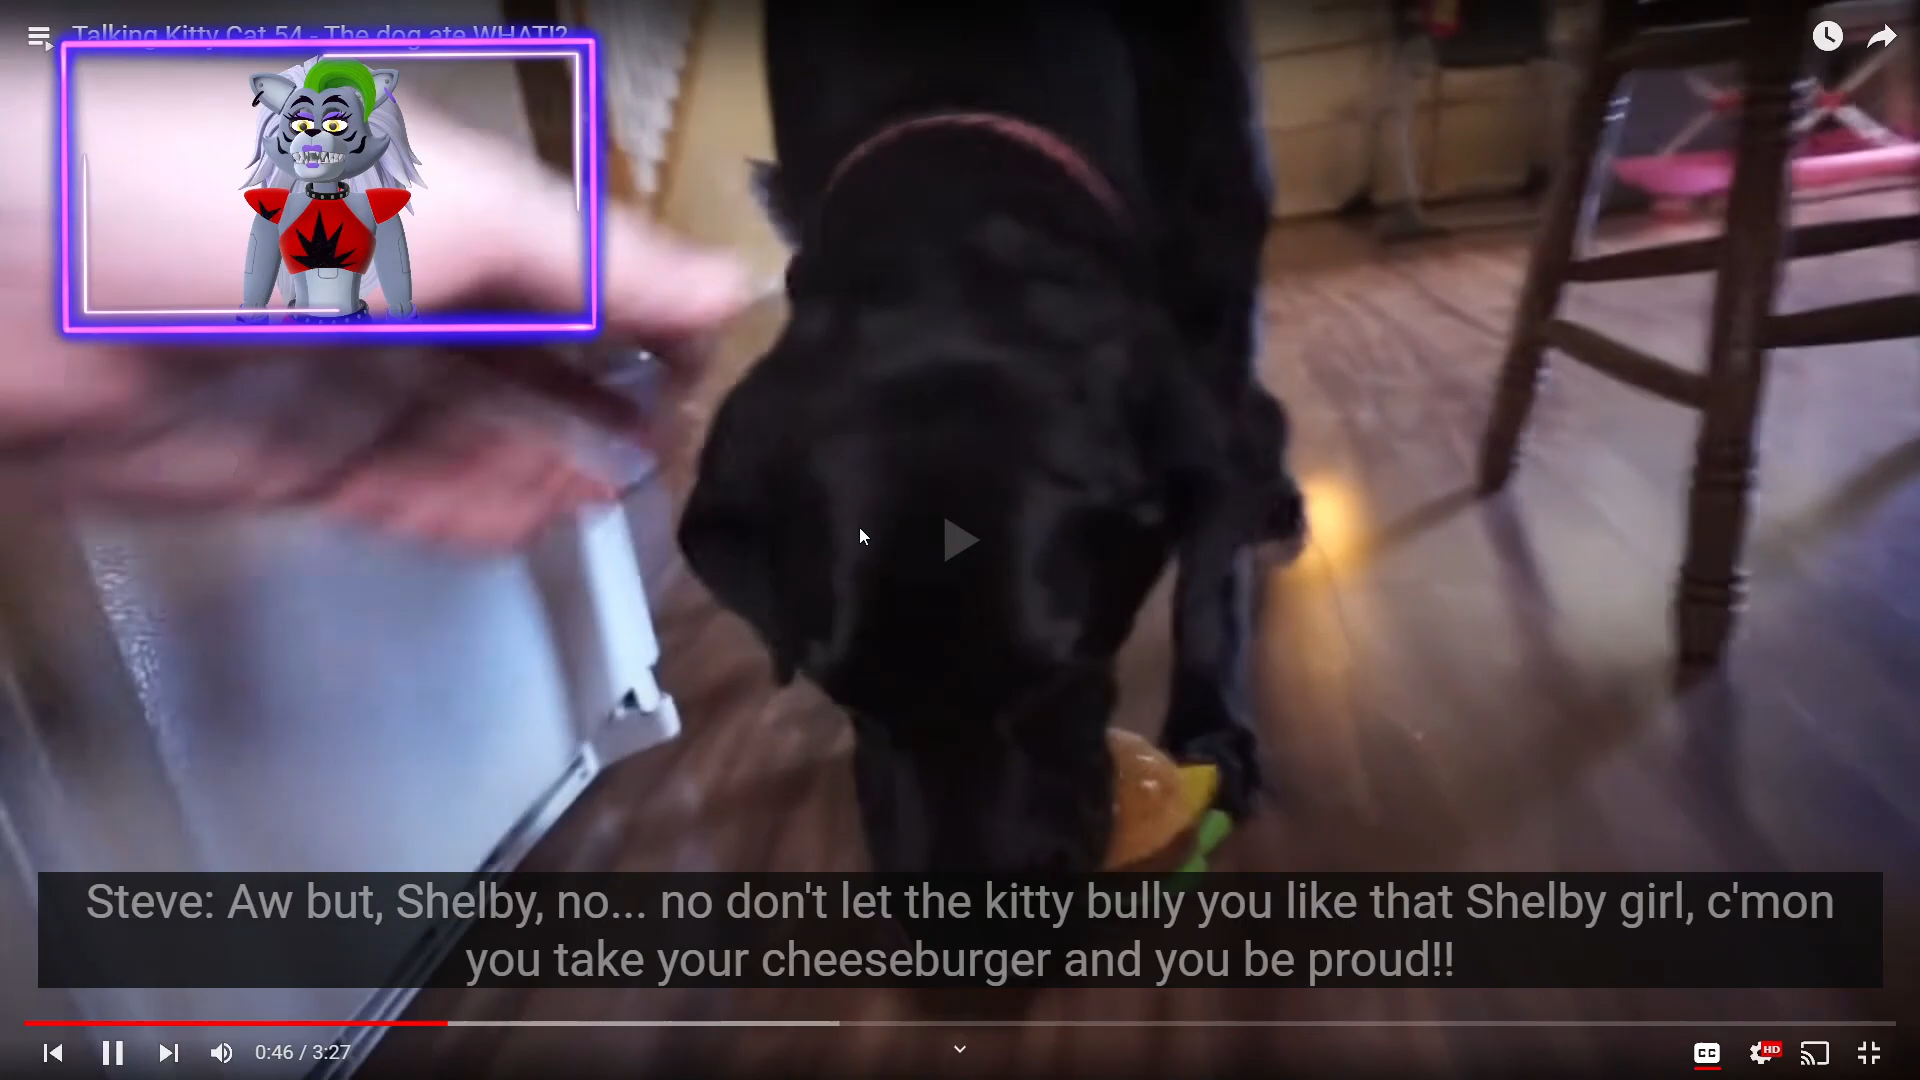 Talking Kitty Cat 54 - The dog ate WHAT!?
Steve: Aw but, Shelby, no... no don't let the kitty bully you like that Shelby girl, c'mon
you take your cheeseburger and you be proud!!
0:46 / 3:27
CC
HD